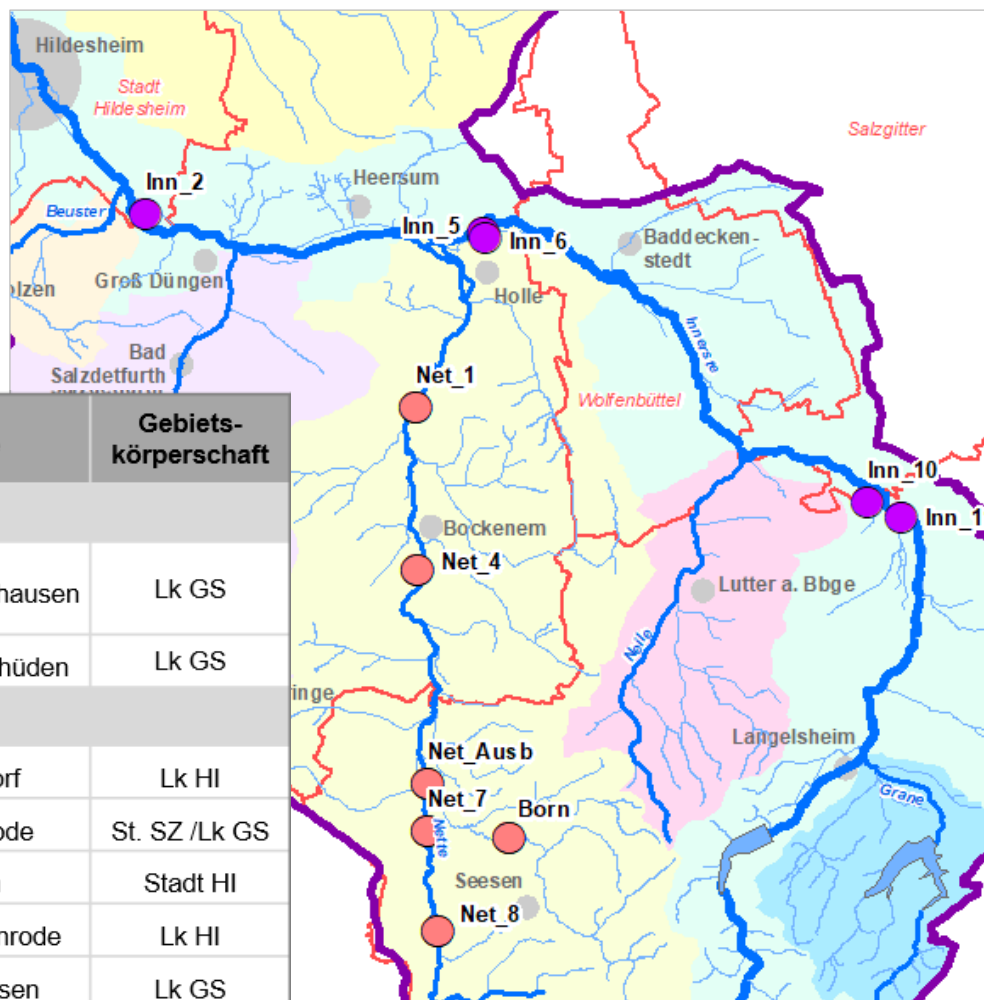 Hildesheim
Stadt
Hildesheim
Salzgitter
Inn_2
Heersum
Beuster
Inn_5
Inn_6
Baddecken-
stedt
Groß Düngen
olzen
Holle
Innerste
Bad
Salzdetfurth
Net_1
Wolfenbüttel
Gebiets-
körperschaft
Inn_10
Inn_1
Bockenem
Net_4
hausen Lk GS
Lutter a. Bbge
Neile
hüden Lk GS
ringe
Langelsheim
Net_Ausb
orf Lk HI
Net_7
Born
Grane
Nette
ode St. SZ /Lk GS
Stadt HI
Seesen
Net_8
nrode Lk HI
sen Lk GS